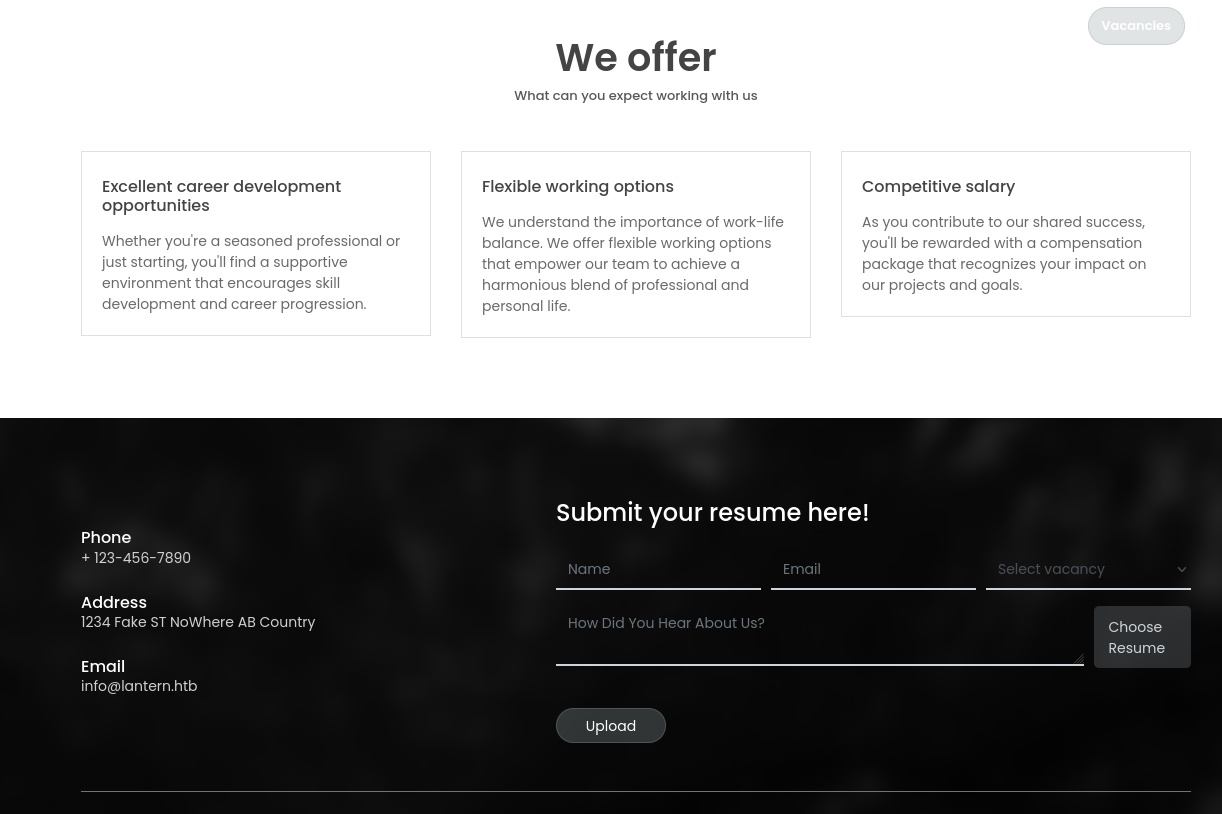 Vacancies
We offer
What can you expect working with us
Excellent career development
opportunities
Whether you're a seasoned professional or
just starting, you'll find a supportive
environment that encourages skill
development and career progression.
Flexible working options
We understand the importance of work-life
balance. We offer flexible working options
that empower our team to achieve a
harmonious blend of professional and
personal life.
Competitive salary
As you contribute to our shared success,
you'll be rewarded with a compensation
package that recognizes your impact on
our projects and goals.
Phone
+ 123-456-7890
Address
1234 Fake ST NoWhere AB Country
Email
info@lantern.htb
Submit your resume here!
Name
Email
Select vacancy
How Did You Hear About Us?
Choose
Resume
Upload